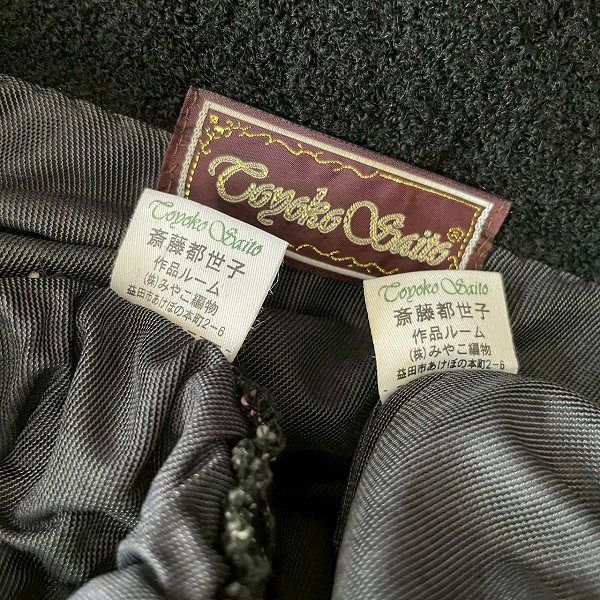 Toyoko Saito®
Toyoko Saito
斎藤都世子
作品ルーム
(株)みやこ編物
益田市あけぼの本町2-6
Toyoko Saito
斎藤都世子
作品ルーム
(株)みやこ編物
益田市あけぼの本町2-6